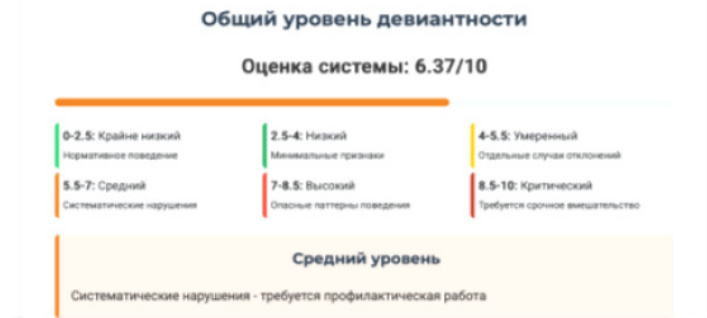 Общий уровень девиантности
Оценка системы: 6.37/10
0-2.5: Крайне низкий
Нормативное поведение
2.5-4: Низкий
Минимальные признаки
4-5.5: Умеренный
Отдельные случаи отклонений
5.5-7: Средний
Систематические нарушения
7-8.5: Высокий
Опасные паттерны поведения
8.5-10: Критический
Требуется срочное вмешательство
Средний уровень
Систематические нарушения - требуется профилактическая работа